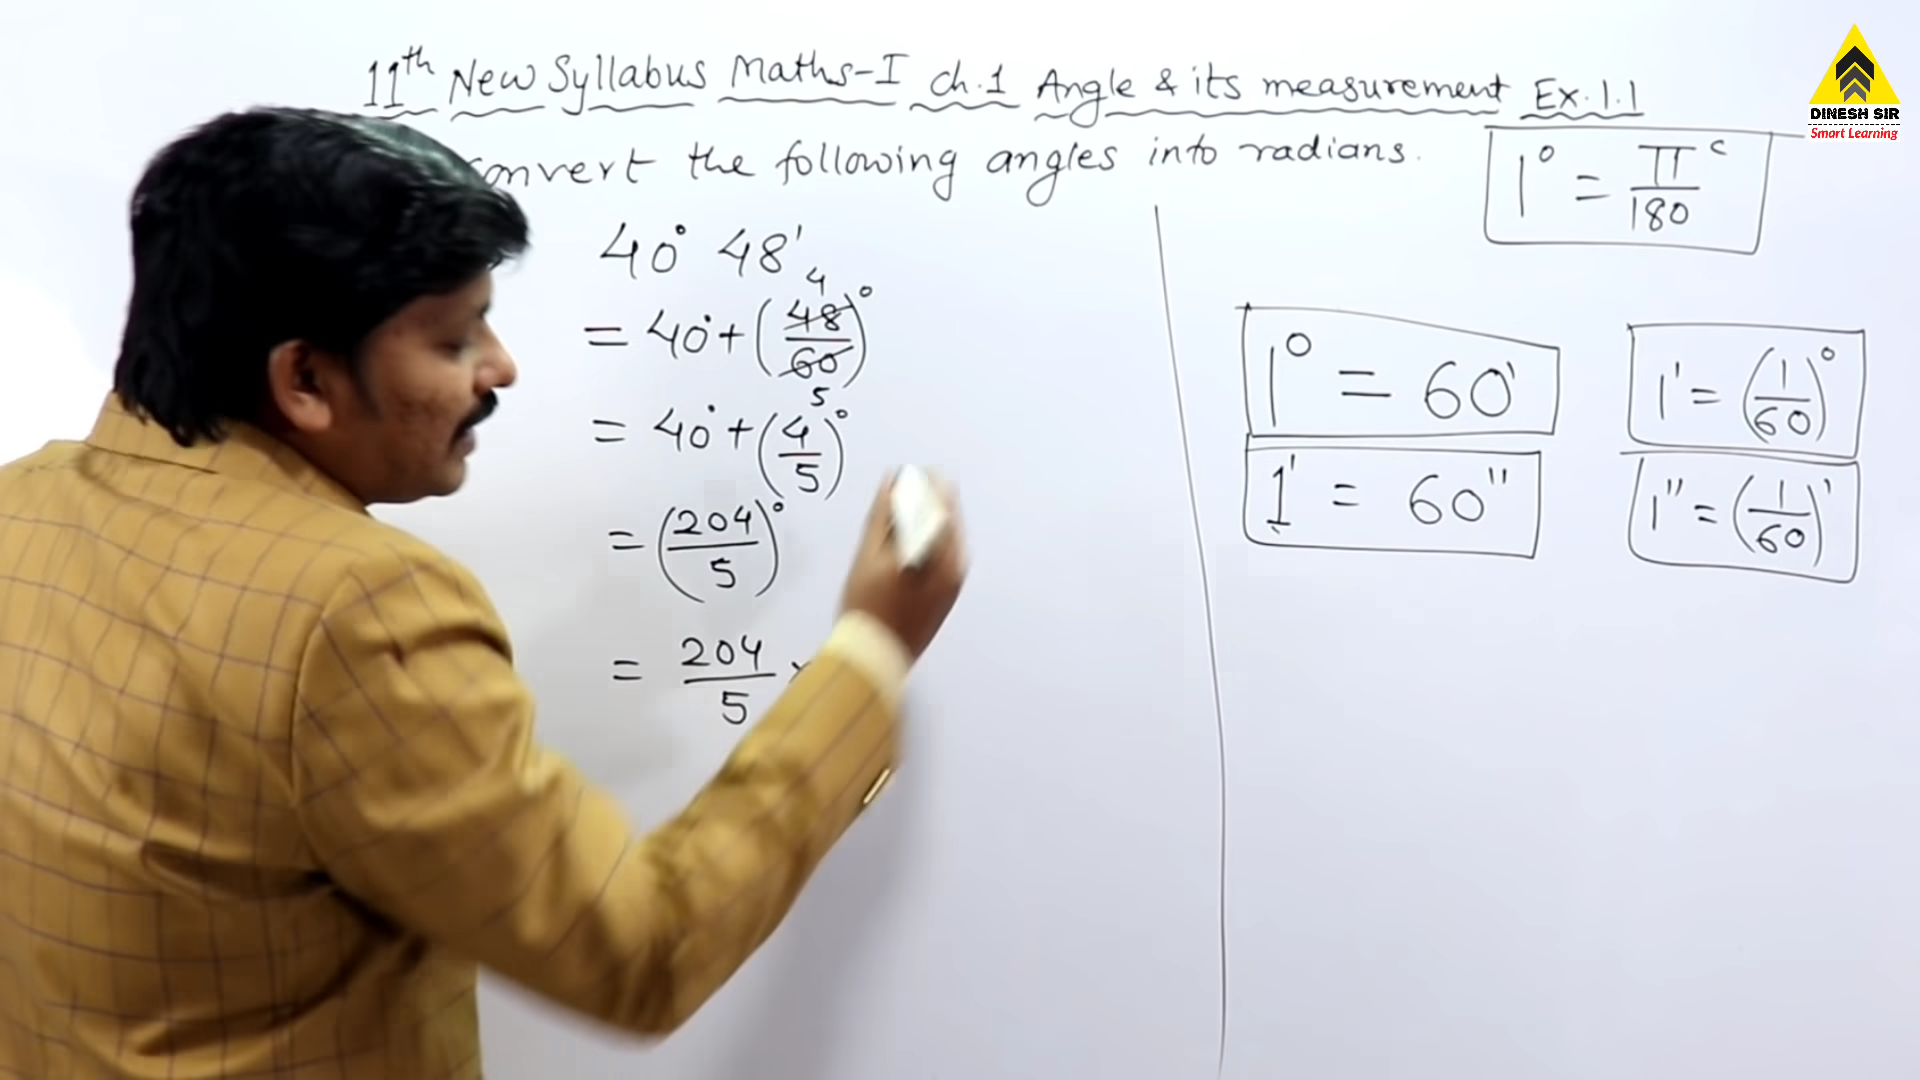 11th New Syllabus Maths-I ch.1 Angle & its measurement Ex.1.1
DINESH SIR
Smart Learning
the following angles into radians.
1° = π/180 ᶜ
40° 48'
= 40° + (48/60)° 4 5
= 40° + (4/5)°
= (204/5)°
= 204/5 ×
1° = 60'
1' = 60"
1' = (1/60)°
1" = (1/60)'